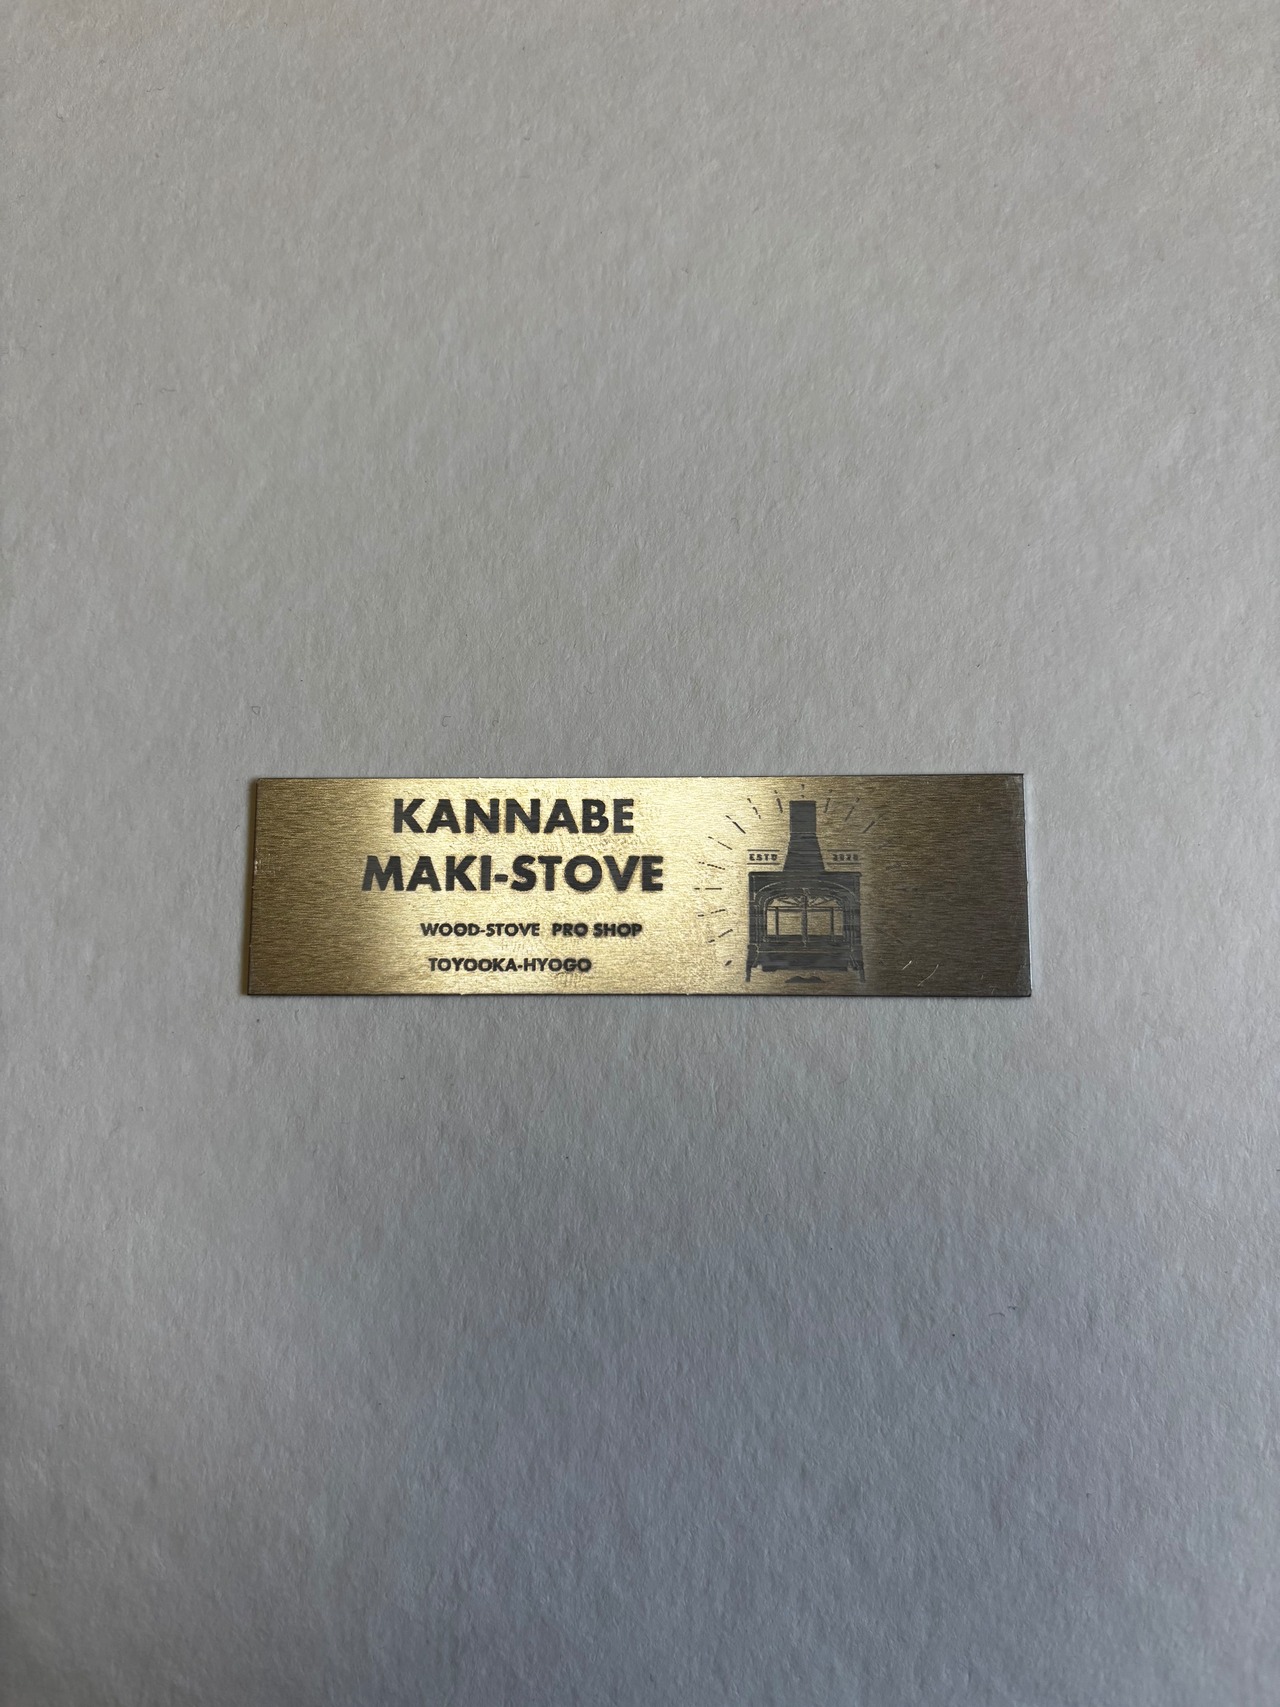 KANNABE
MAKI-STOVE
WOOD-STOVE PRO SHOP
TOYOOKA-HYOGO
ESTD 2020